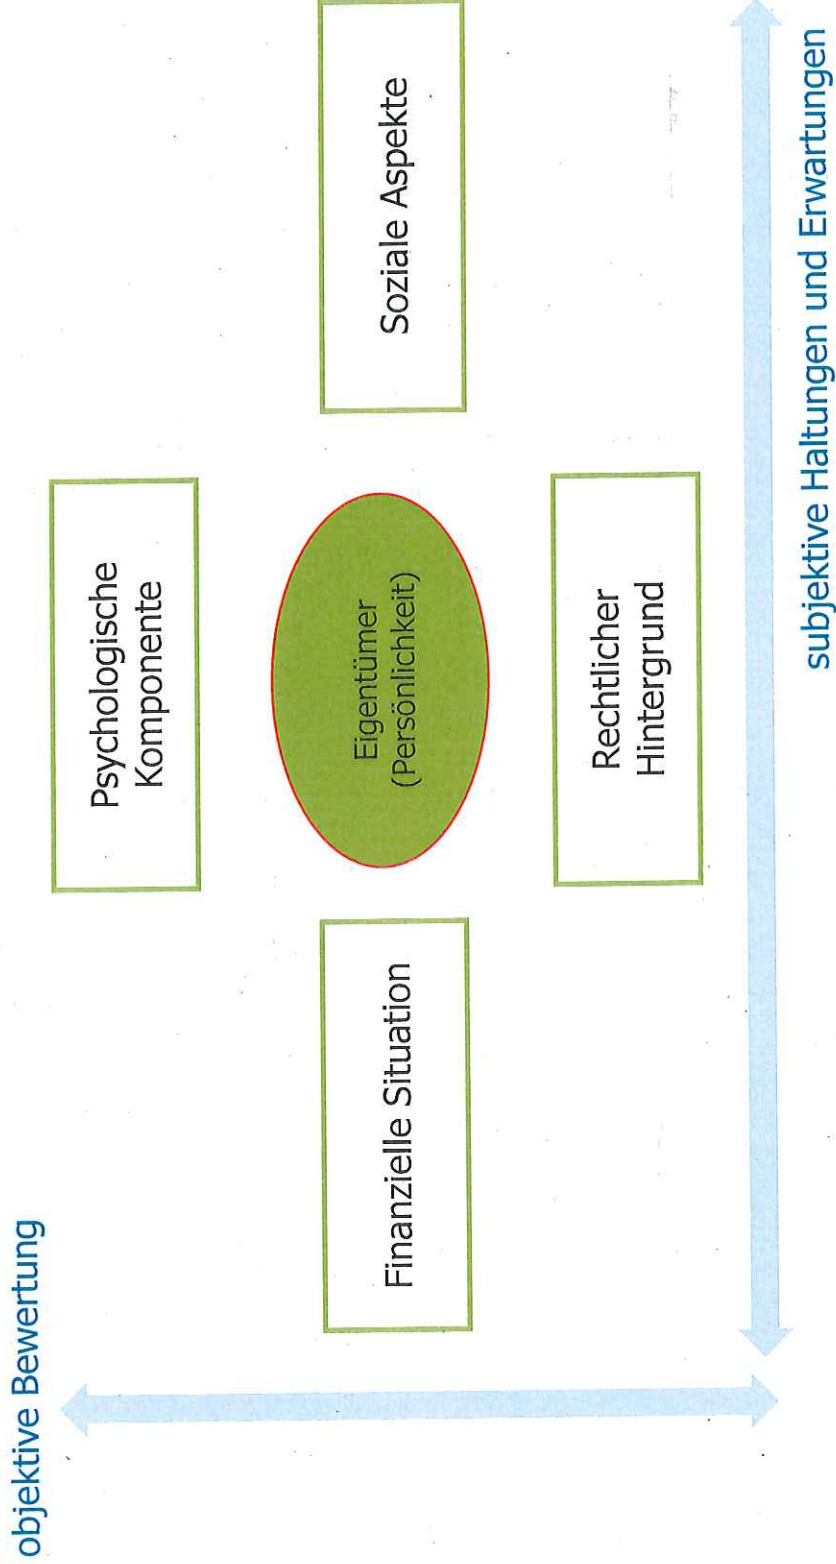 objektive Bewertung
Psychologische
Komponente
Finanzielle Situation
Eigentümer
(Persönlichkeit)
Soziale Aspekte
Rechtlicher
Hintergrund
subjektive Haltungen und Erwartungen